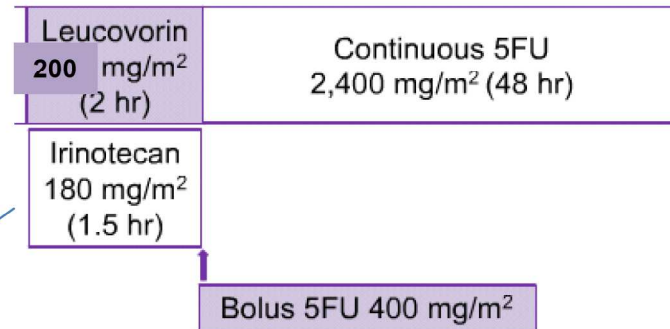 Leucovorin
200 mg/m²
(2 hr)
Continuous 5FU
2,400 mg/m² (48 hr)
Irinotecan
180 mg/m²
(1.5 hr)
Bolus 5FU 400 mg/m²